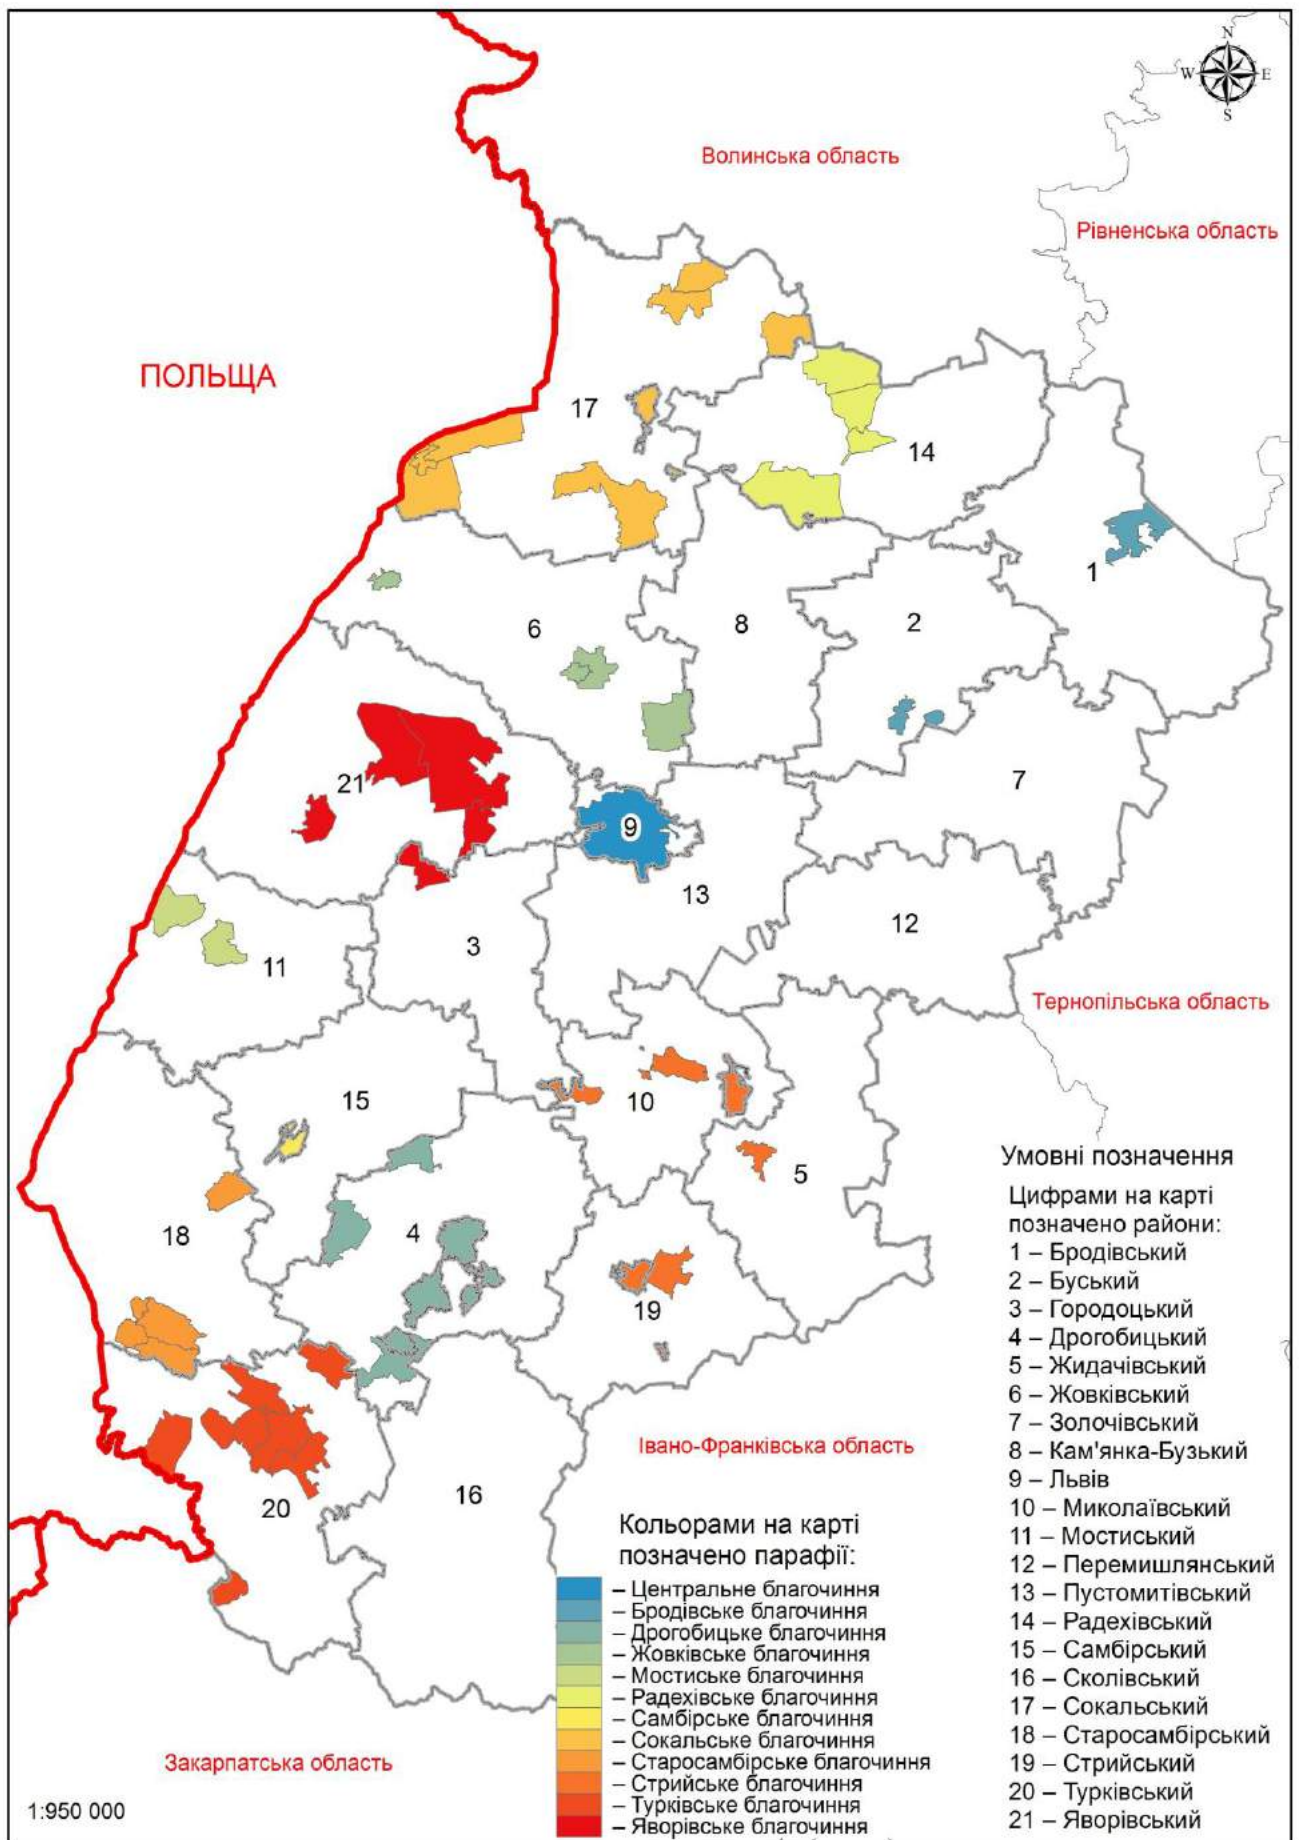 N
W E
S
Волинська область
Рівненська область
ПОЛЬЩА
17
14
1
6
8
2
21
7
9
13
12
3
11
Тернопільська область
15
10
5
18
4
19
20
16
Івано-Франківська область
Закарпатська область
1:950 000
Умовні позначення
Цифрами на карті
позначено райони:
1 – Бродівський
2 – Буський
3 – Городоцький
4 – Дрогобицький
5 – Жидачівський
6 – Жовківський
7 – Золочівський
8 – Кам'янка-Бузький
9 – Львів
10 – Миколаївський
11 – Мостиський
12 – Перемишлянський
13 – Пустомитівський
14 – Радехівський
15 – Самбірський
16 – Сколівський
17 – Сокальський
18 – Старосамбірський
19 – Стрийський
20 – Турківський
21 – Яворівський
Кольорами на карті
позначено парафії:
– Центральне благочиння
– Бродівське благочиння
– Дрогобицьке благочиння
– Жовківське благочиння
– Мостиське благочиння
– Радехівське благочиння
– Самбірське благочиння
– Сокальське благочиння
– Старосамбірське благочиння
– Стрийське благочиння
– Турківське благочиння
– Яворівське благочиння